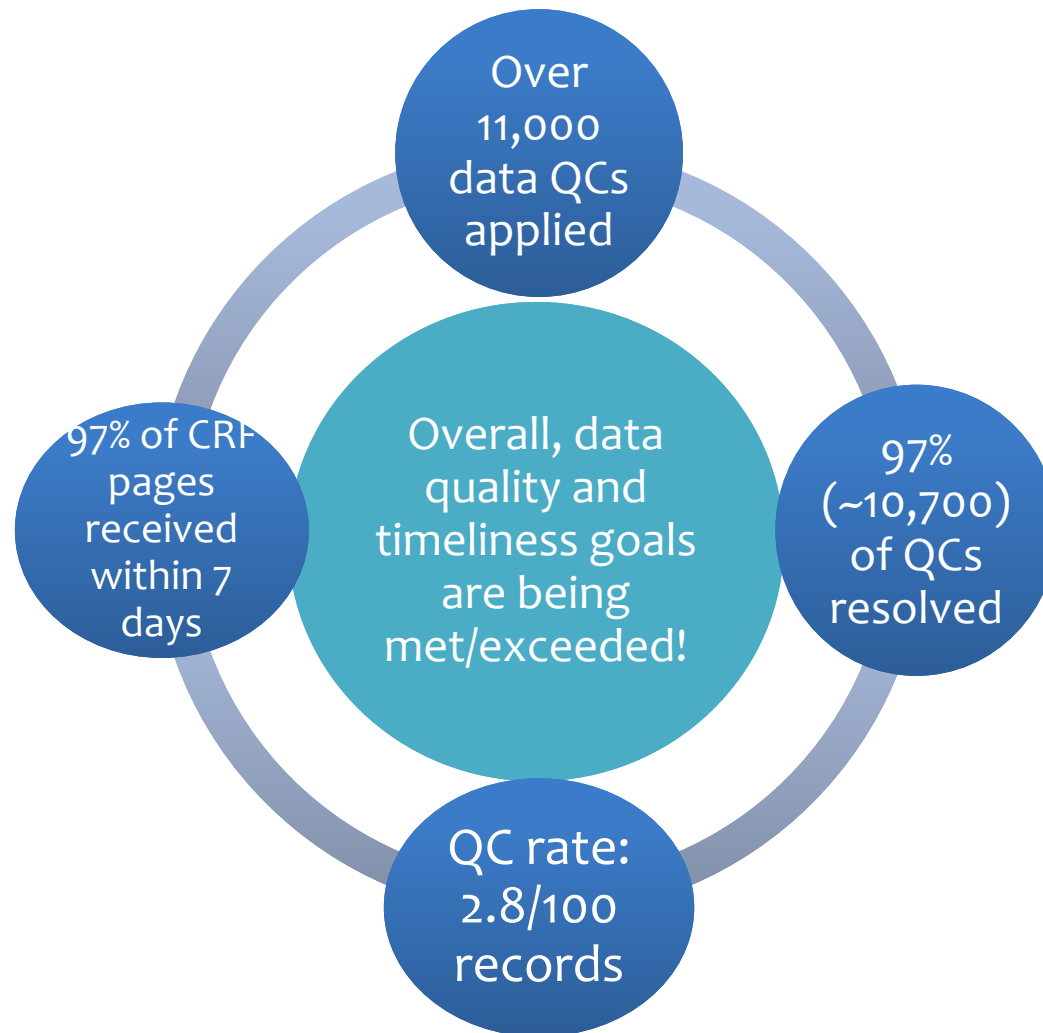 Over
11,000
data QCs
applied
97% of CRF
pages
received
within 7
days
Overall, data
quality and
timeliness goals
are being
met/exceeded!
97%
(~10,700)
of QCs
resolved
QC rate:
2.8/100
records